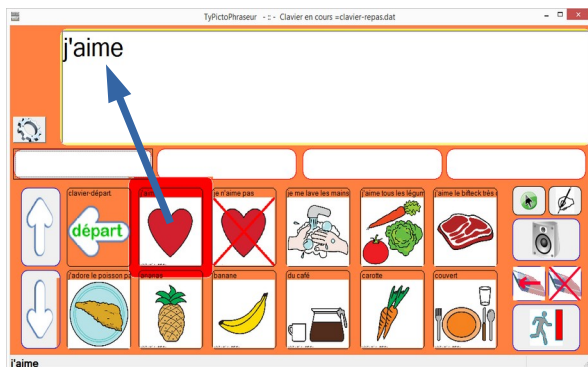 TyPictoPhraseur - :: - Clavier en cours =clavier-repas.dat
j'aime
clavier-départ
je n'aime pas
je me lave les mains
j'aime tous les légum
j'aime le bifteck très
départ
j'adore le poisson pa
ananas
banane
du café
carotte
couvert
j'aime